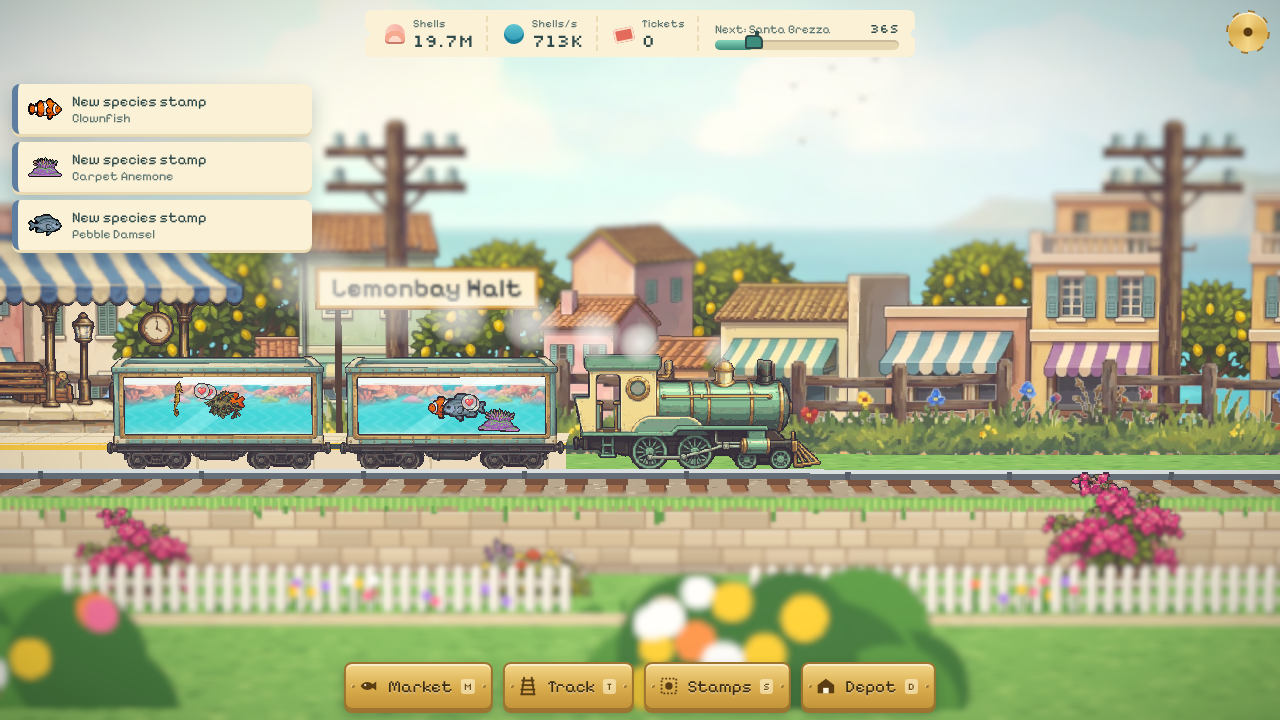 Shells
19.7M
Shells/s
713K
Tickets
0
Next: Santa Brezza
36s
New species stamp
Clownfish
New species stamp
Carpet Anemone
New species stamp
Pebble Damsel
Lemonbay Halt
Market M
Track T
Stamps S
Depot D